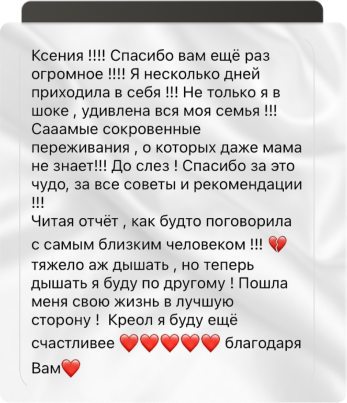 Ксения !!!! Спасибо вам ещё раз
огромное !!!! Я несколько дней
приходила в себя !!! Не только я в
шоке , удивлена вся моя семья !!!
Сааамые сокровенные
переживания , о которых даже мама
не знает!!! До слез ! Спасибо за это
чудо, за все советы и рекомендации
!!!
Читая отчёт , как будто поговорила
с самым близким человеком !!! 💔
тяжело аж дышать , но теперь
дышать я буду по другому ! Пошла
меня свою жизнь в лучшую
сторону ! Креол я буду ещё
счастливее ❤️❤️❤️❤️❤️ благодаря
Вам❤️